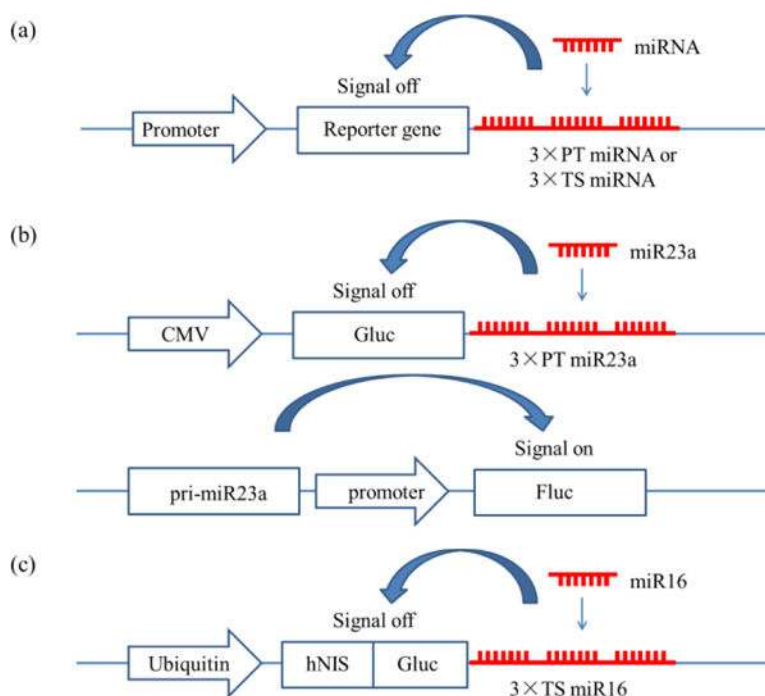 (a)
miRNA
Signal off
Promoter
Reporter gene
3×PT miRNA or
3×TS miRNA
(b)
miR23a
Signal off
CMV
Gluc
3×PT miR23a
Signal on
pri-miR23a
promoter
Fluc
(c)
miR16
Signal off
Ubiquitin
hNIS
Gluc
3×TS miR16